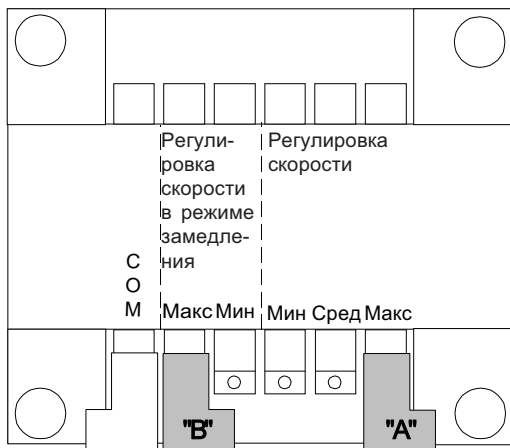 Регули-
ровка
скорости
в режиме
замедле-
ния
Регулировка
скорости
С
О
М
Макс Мин Мин Сред Макс
"B" "A"